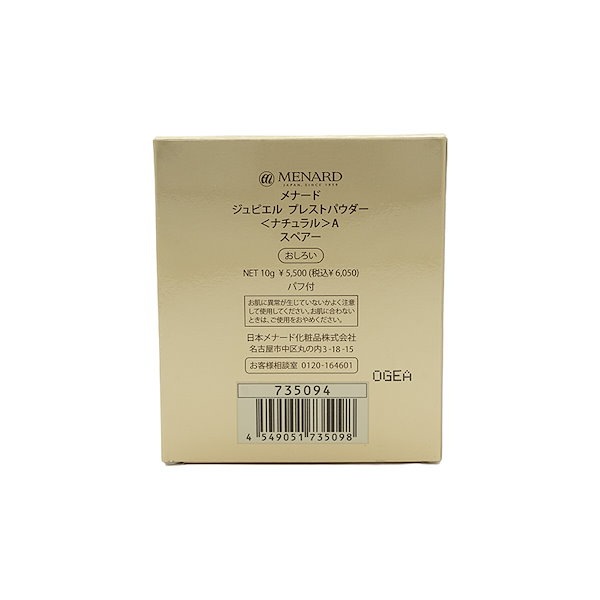 MENARD
JAPAN, SINCE 1959
メナード
ジュピエル プレストパウダー
＜ナチュラル＞A
スペアー
おしろい
NET 10g ¥5,500 (税込¥6,050)
パフ付
お肌に異常が生じていないかよく注意
して使用してください。お肌に合わない
ときは、ご使用をおやめください。
日本メナード化粧品株式会社
名古屋市中区丸の内3-18-15
お客様相談室 0120-164601
OGEA
735094
4 549051 735098